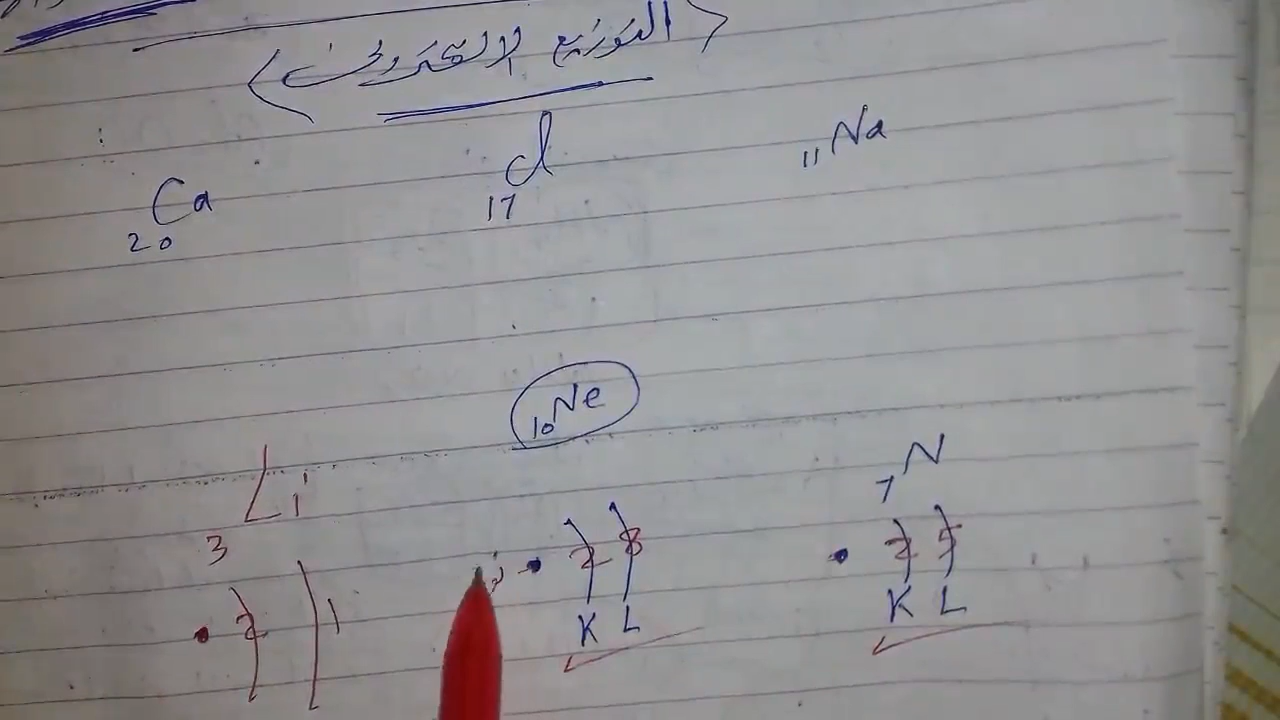 < التوزيع الالكتروني >
₂₀Ca ₁₇Cl ₁₁Na
₁₀Ne
₃Li ₇N
2 1 2 8 2 5
K L K L